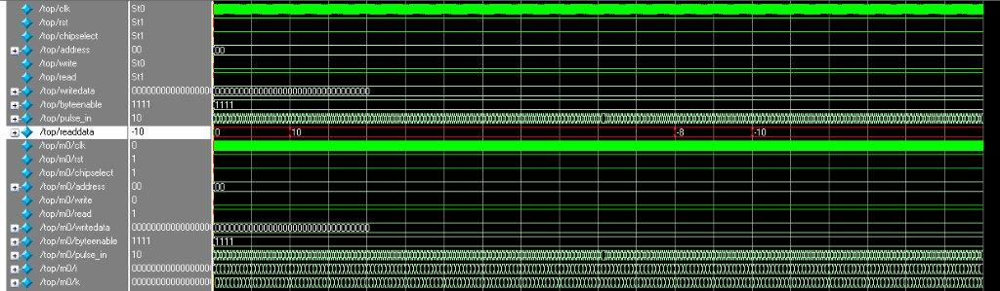 /top/clk St0
/top/rst St1
/top/chipselect St1
/top/address 00 00
/top/write St0
/top/read St1
/top/writedata 0000000000000000 00000000000000000000000000000000
/top/byteenable 1111 1111
/top/pulse_in 10
/top/readdata -10 0 10 -8 -10
/top/m0/clk 0
/top/m0/rst 1
/top/m0/chipselect 1
/top/m0/address 00 00
/top/m0/write 0
/top/m0/read 1
/top/m0/writedata 0000000000000000 00000000000000000000000000000000
/top/m0/byteenable 1111 1111
/top/m0/pulse_in 10
/top/m0/i 0000000000000000
/top/m0/k 0000000000000000